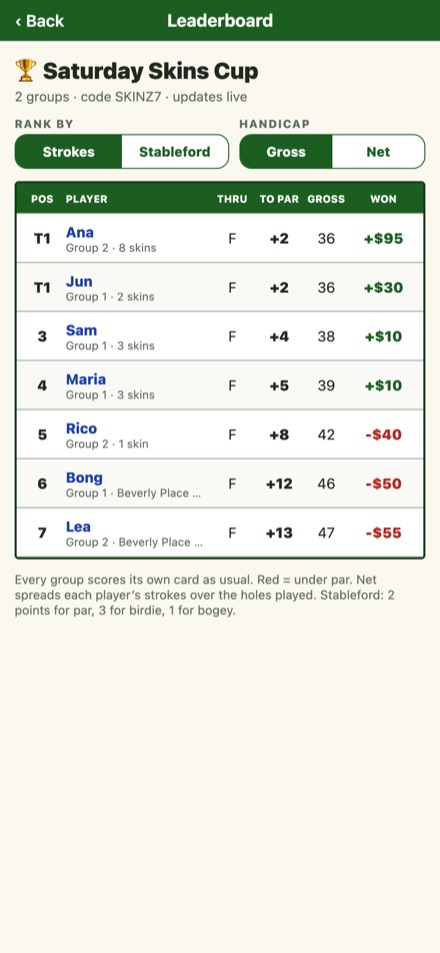 ‹ Back Leaderboard
🏆 Saturday Skins Cup
2 groups · code SKINZ7 · updates live
RANK BY HANDICAP
Strokes Stableford Gross Net
POS PLAYER THRU TO PAR GROSS WON
T1 Ana F +2 36 +$95
Group 2 · 8 skins
T1 Jun F +2 36 +$30
Group 1 · 2 skins
3 Sam F +4 38 +$10
Group 1 · 3 skins
4 Maria F +5 39 +$10
Group 1 · 3 skins
5 Rico F +8 42 -$40
Group 2 · 1 skin
6 Bong F +12 46 -$50
Group 1 · Beverly Place ...
7 Lea F +13 47 -$55
Group 2 · Beverly Place ...
Every group scores its own card as usual. Red = under par. Net
spreads each player's strokes over the holes played. Stableford: 2
points for par, 3 for birdie, 1 for bogey.